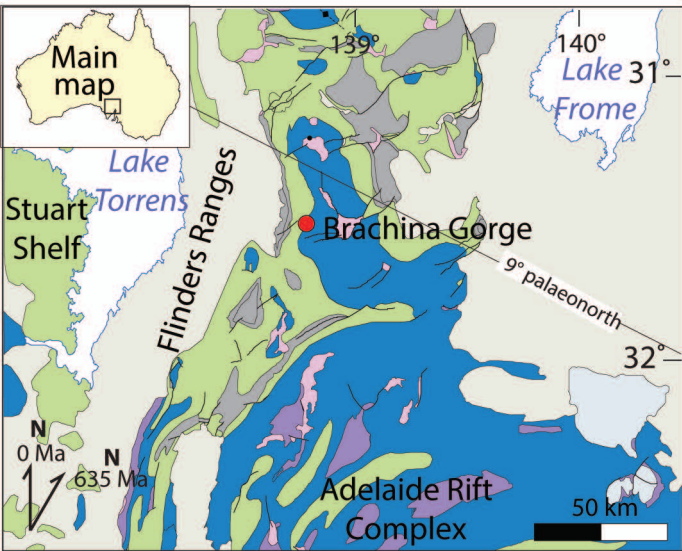 Main
map
139°
140°
Lake
Frome
31°
Lake
Torrens
Stuart
Shelf
Flinders Ranges
Brachina Gorge
9° palaeonorth
32°
N
0 Ma
N
635 Ma
Adelaide Rift
Complex
50 km